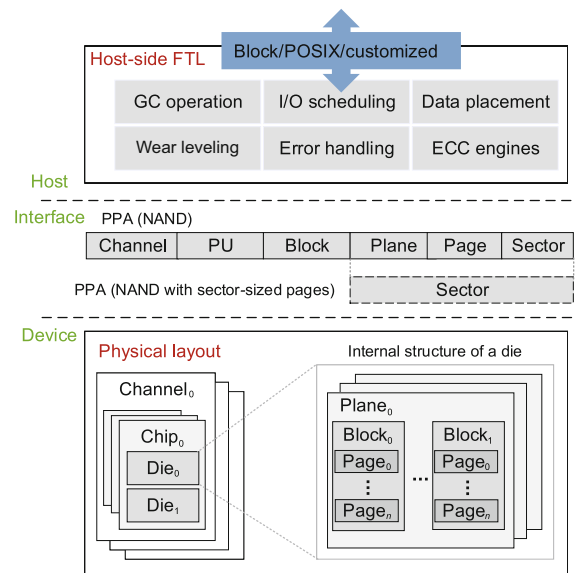 Block/POSIX/customized
Host-side FTL
GC operation I/O scheduling Data placement
Wear leveling Error handling ECC engines
Host
Interface PPA (NAND)
Channel PU Block Plane Page Sector
PPA (NAND with sector-sized pages) Sector
Device
Physical layout Internal structure of a die
Channel₀
Plane₀
Chip₀
Block₀ Block₁
Die₀ Page₀ ... Page₀
Die₁
Pageₙ Pageₙ